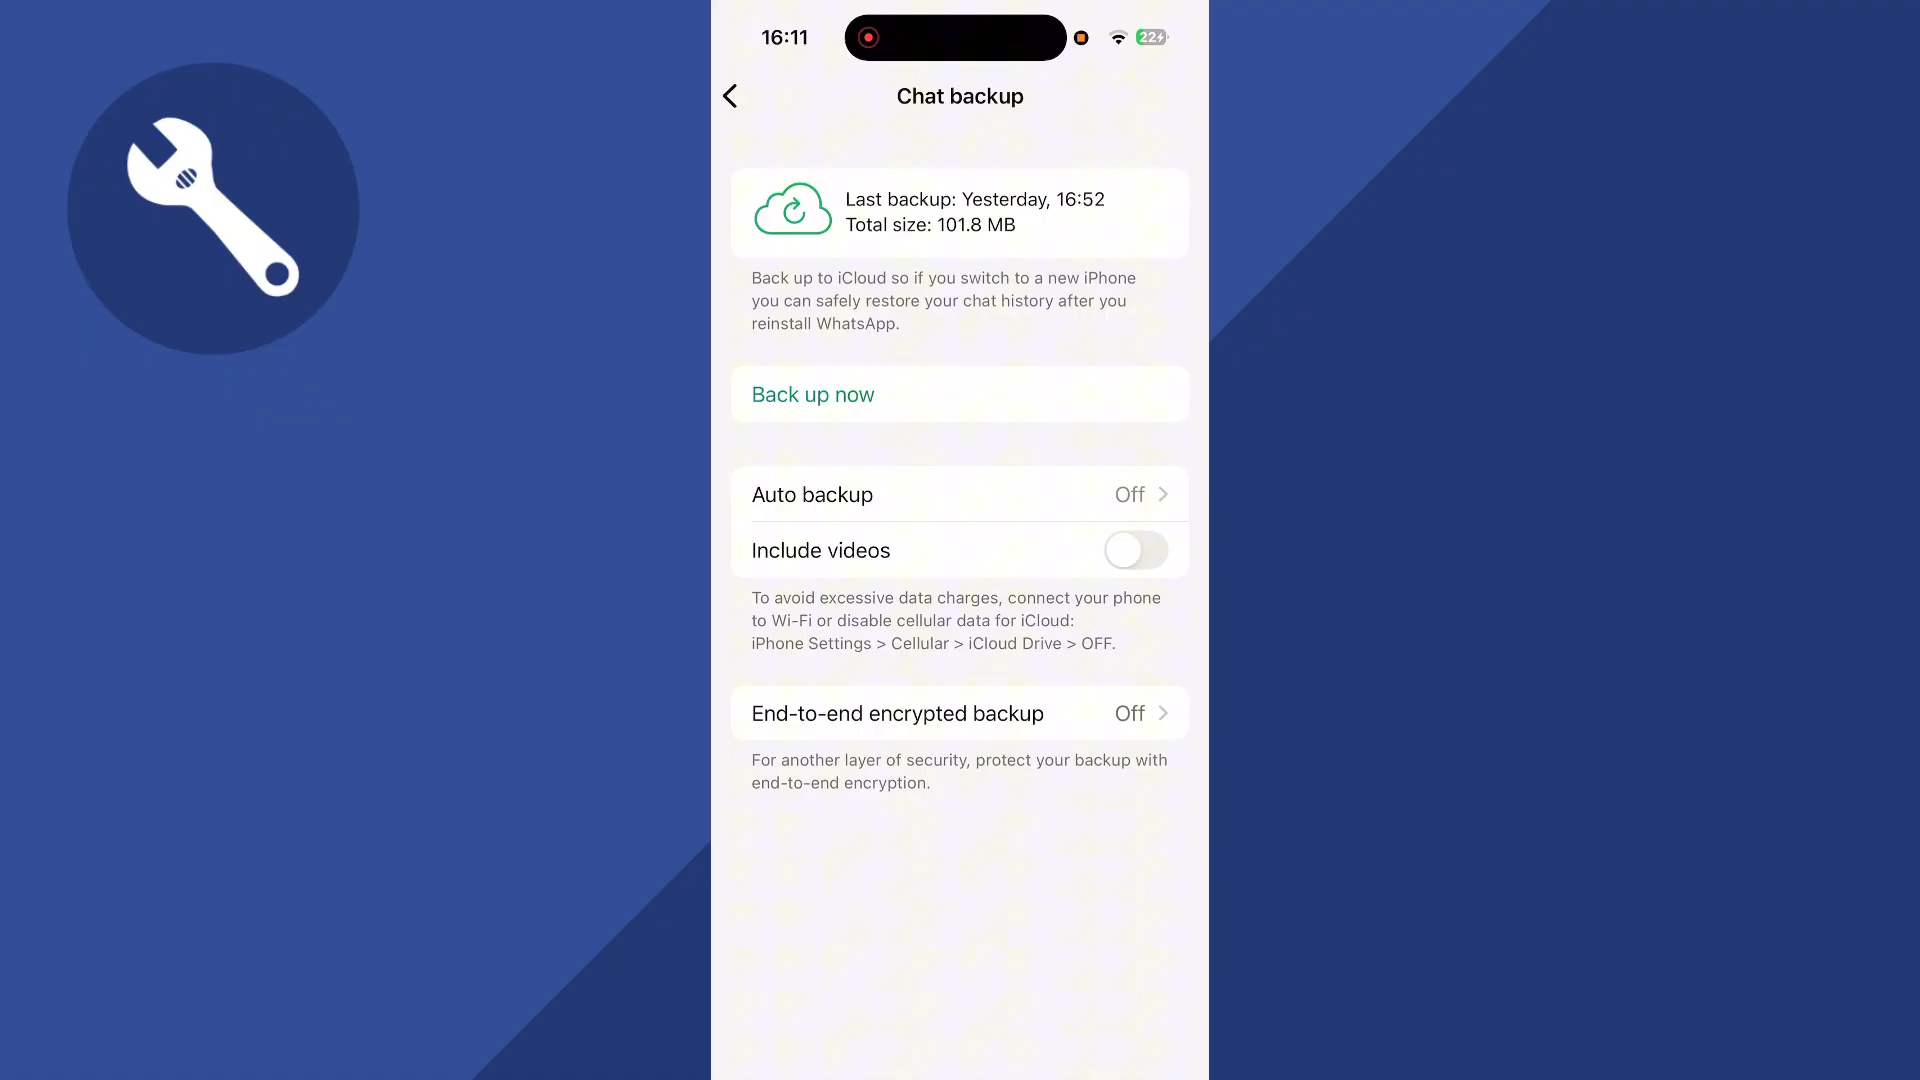 16:11
22
Chat backup
Last backup: Yesterday, 16:52
Total size: 101.8 MB
Back up to iCloud so if you switch to a new iPhone
you can safely restore your chat history after you
reinstall WhatsApp.
Back up now
Auto backup Off
Include videos
To avoid excessive data charges, connect your phone
to Wi-Fi or disable cellular data for iCloud:
iPhone Settings > Cellular > iCloud Drive > OFF.
End-to-end encrypted backup Off
For another layer of security, protect your backup with
end-to-end encryption.